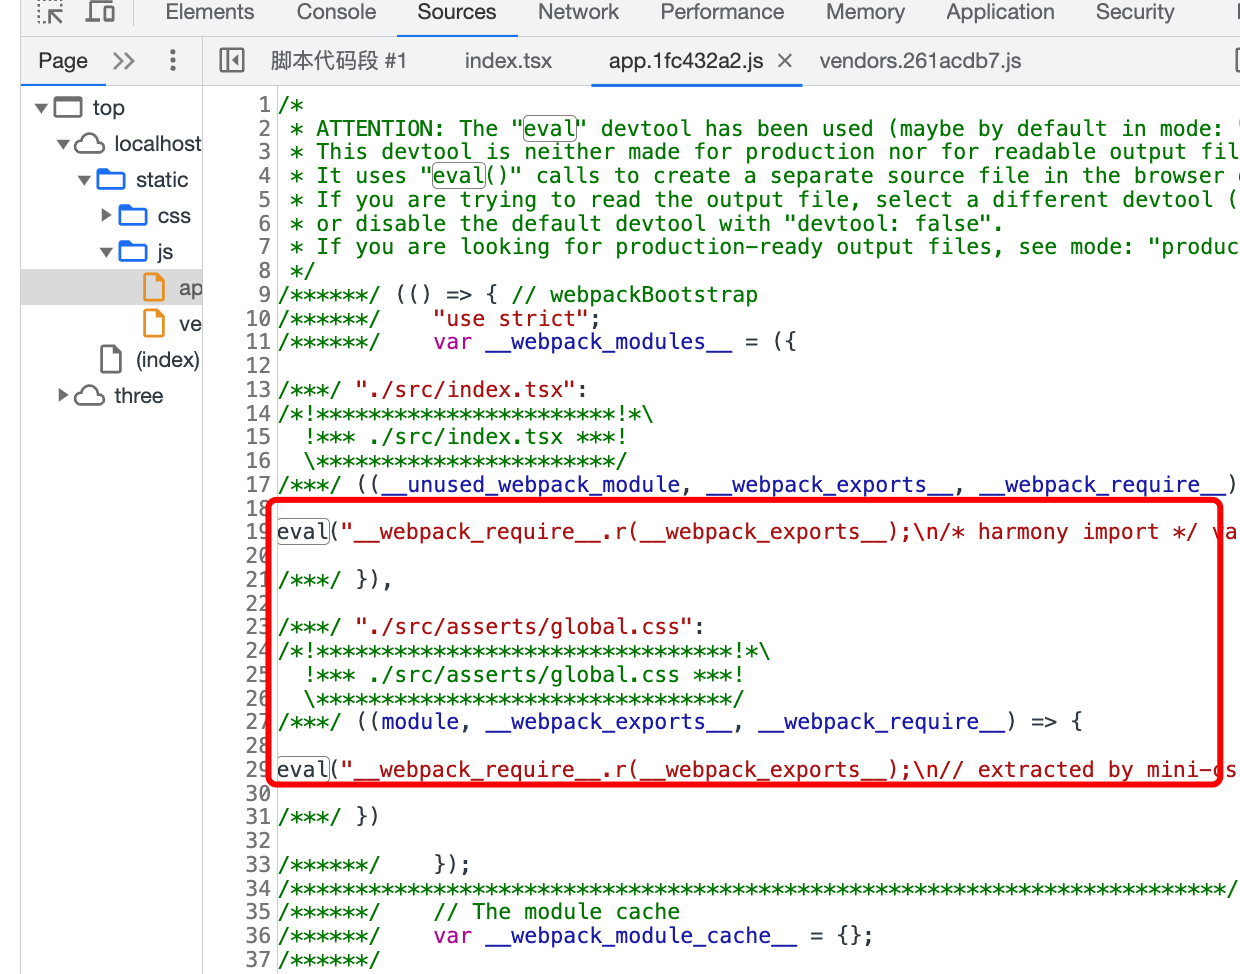 Elements Console Sources Network Performance Memory Application Security
Page 脚本代码段 #1 index.tsx app.1fc432a2.js vendors.261acdb7.js
top
localhost
static
css
js
ap
ve
(index)
three
1 /*
2 * ATTENTION: The "eval" devtool has been used (maybe by default in mode: "
3 * This devtool is neither made for production nor for readable output fil
4 * It uses "eval()" calls to create a separate source file in the browser
5 * If you are trying to read the output file, select a different devtool (
6 * or disable the default devtool with "devtool: false".
7 * If you are looking for production-ready output files, see mode: "produc
8 */
9 /******/ (() => { // webpackBootstrap
10 /******/ "use strict";
11 /******/ var __webpack_modules__ = ({
12
13 /***/ "./src/index.tsx":
14 /*!***********************!*\
15 !*** ./src/index.tsx ***!
16 \***********************/
17 /***/ ((__unused_webpack_module, __webpack_exports__, __webpack_require__)
18
19 eval("__webpack_require__.r(__webpack_exports__);\n/* harmony import */ va
20
21 /***/ }),
22
23 /***/ "./src/asserts/global.css":
24 /*!********************************!*\
25 !*** ./src/asserts/global.css ***!
26 \********************************/
27 /***/ ((module, __webpack_exports__, __webpack_require__) => {
28
29 eval("__webpack_require__.r(__webpack_exports__);\n// extracted by mini-cs
30
31 /***/ })
32
33 /******/ });
34 /************************************************************************/
35 /******/ // The module cache
36 /******/ var __webpack_module_cache__ = {};
37 /******/